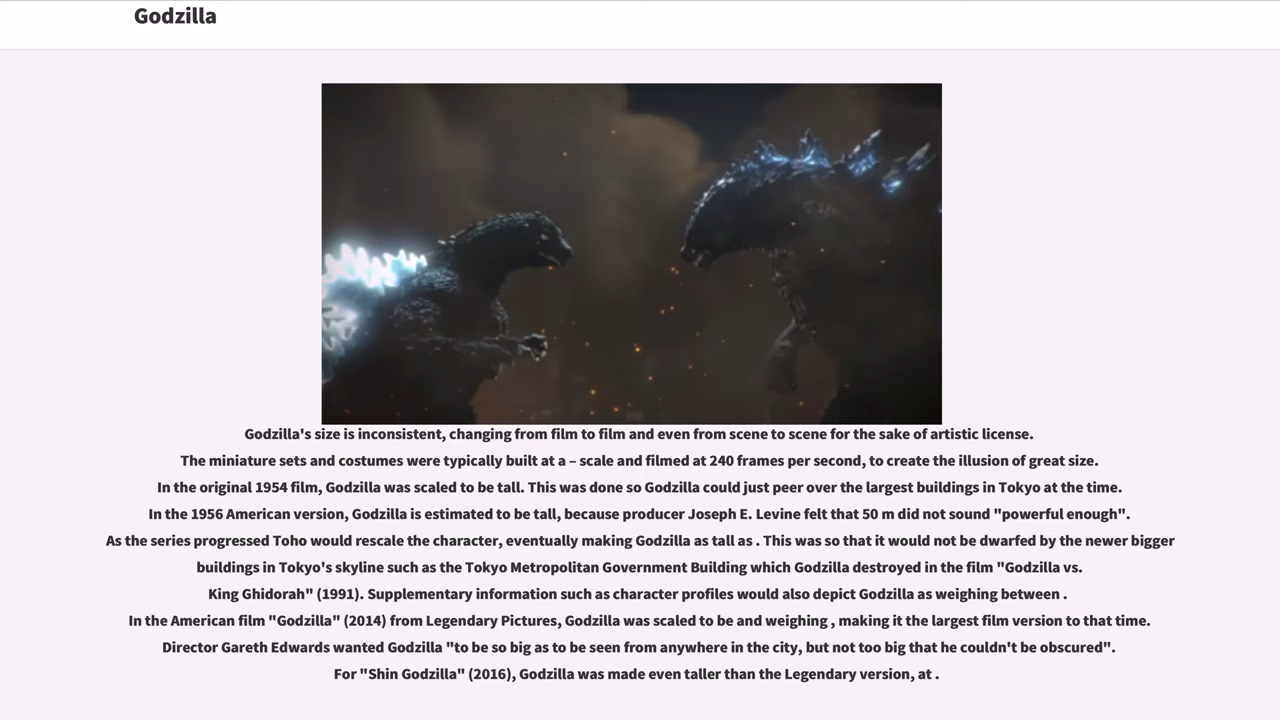 Godzilla
Godzilla's size is inconsistent, changing from film to film and even from scene to scene for the sake of artistic license.
The miniature sets and costumes were typically built at a – scale and filmed at 240 frames per second, to create the illusion of great size.
In the original 1954 film, Godzilla was scaled to be tall. This was done so Godzilla could just peer over the largest buildings in Tokyo at the time.
In the 1956 American version, Godzilla is estimated to be tall, because producer Joseph E. Levine felt that 50 m did not sound "powerful enough".
As the series progressed Toho would rescale the character, eventually making Godzilla as tall as . This was so that it would not be dwarfed by the newer bigger
buildings in Tokyo's skyline such as the Tokyo Metropolitan Government Building which Godzilla destroyed in the film "Godzilla vs.
King Ghidorah" (1991). Supplementary information such as character profiles would also depict Godzilla as weighing between .
In the American film "Godzilla" (2014) from Legendary Pictures, Godzilla was scaled to be and weighing , making it the largest film version to that time.
Director Gareth Edwards wanted Godzilla "to be so big as to be seen from anywhere in the city, but not too big that he couldn't be obscured".
For "Shin Godzilla" (2016), Godzilla was made even taller than the Legendary version, at .